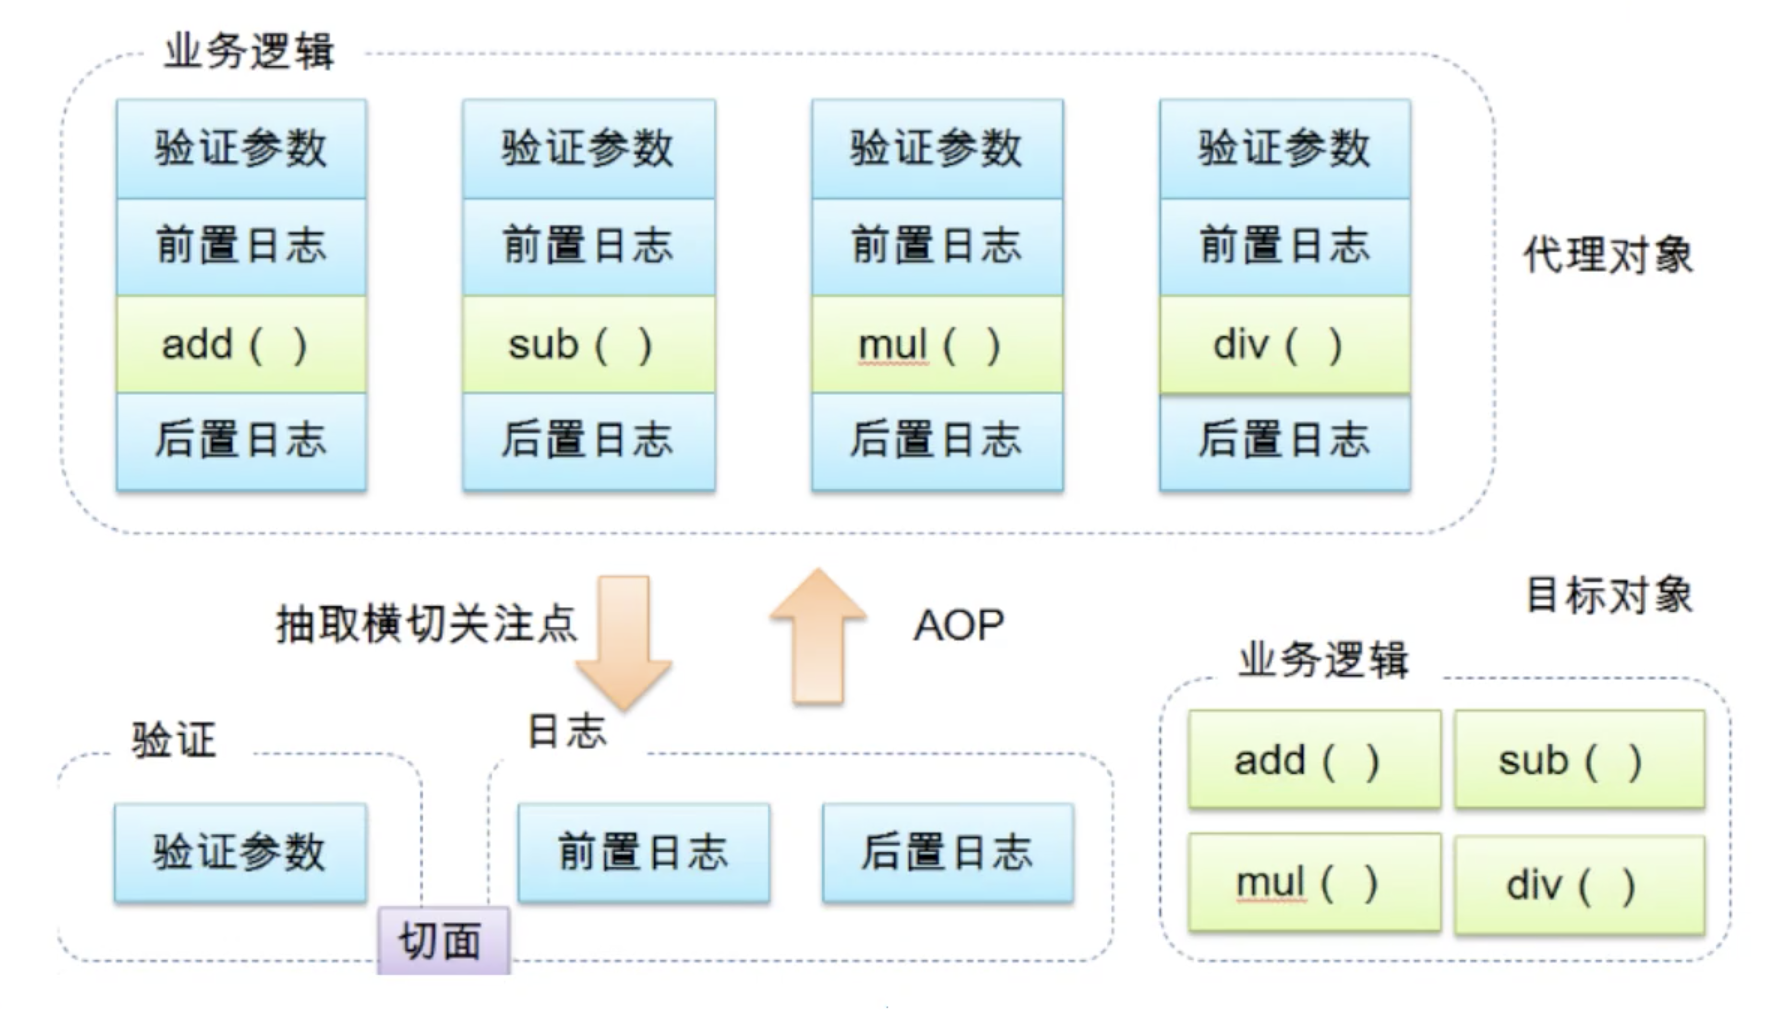 业务逻辑
验证参数 验证参数 验证参数 验证参数
前置日志 前置日志 前置日志 前置日志
代理对象
add ( ) sub ( ) mul ( ) div ( )
后置日志 后置日志 后置日志 后置日志
抽取横切关注点
AOP
目标对象
验证
日志
业务逻辑
验证参数
前置日志 后置日志
切面
add ( ) sub ( )
mul ( ) div ( )